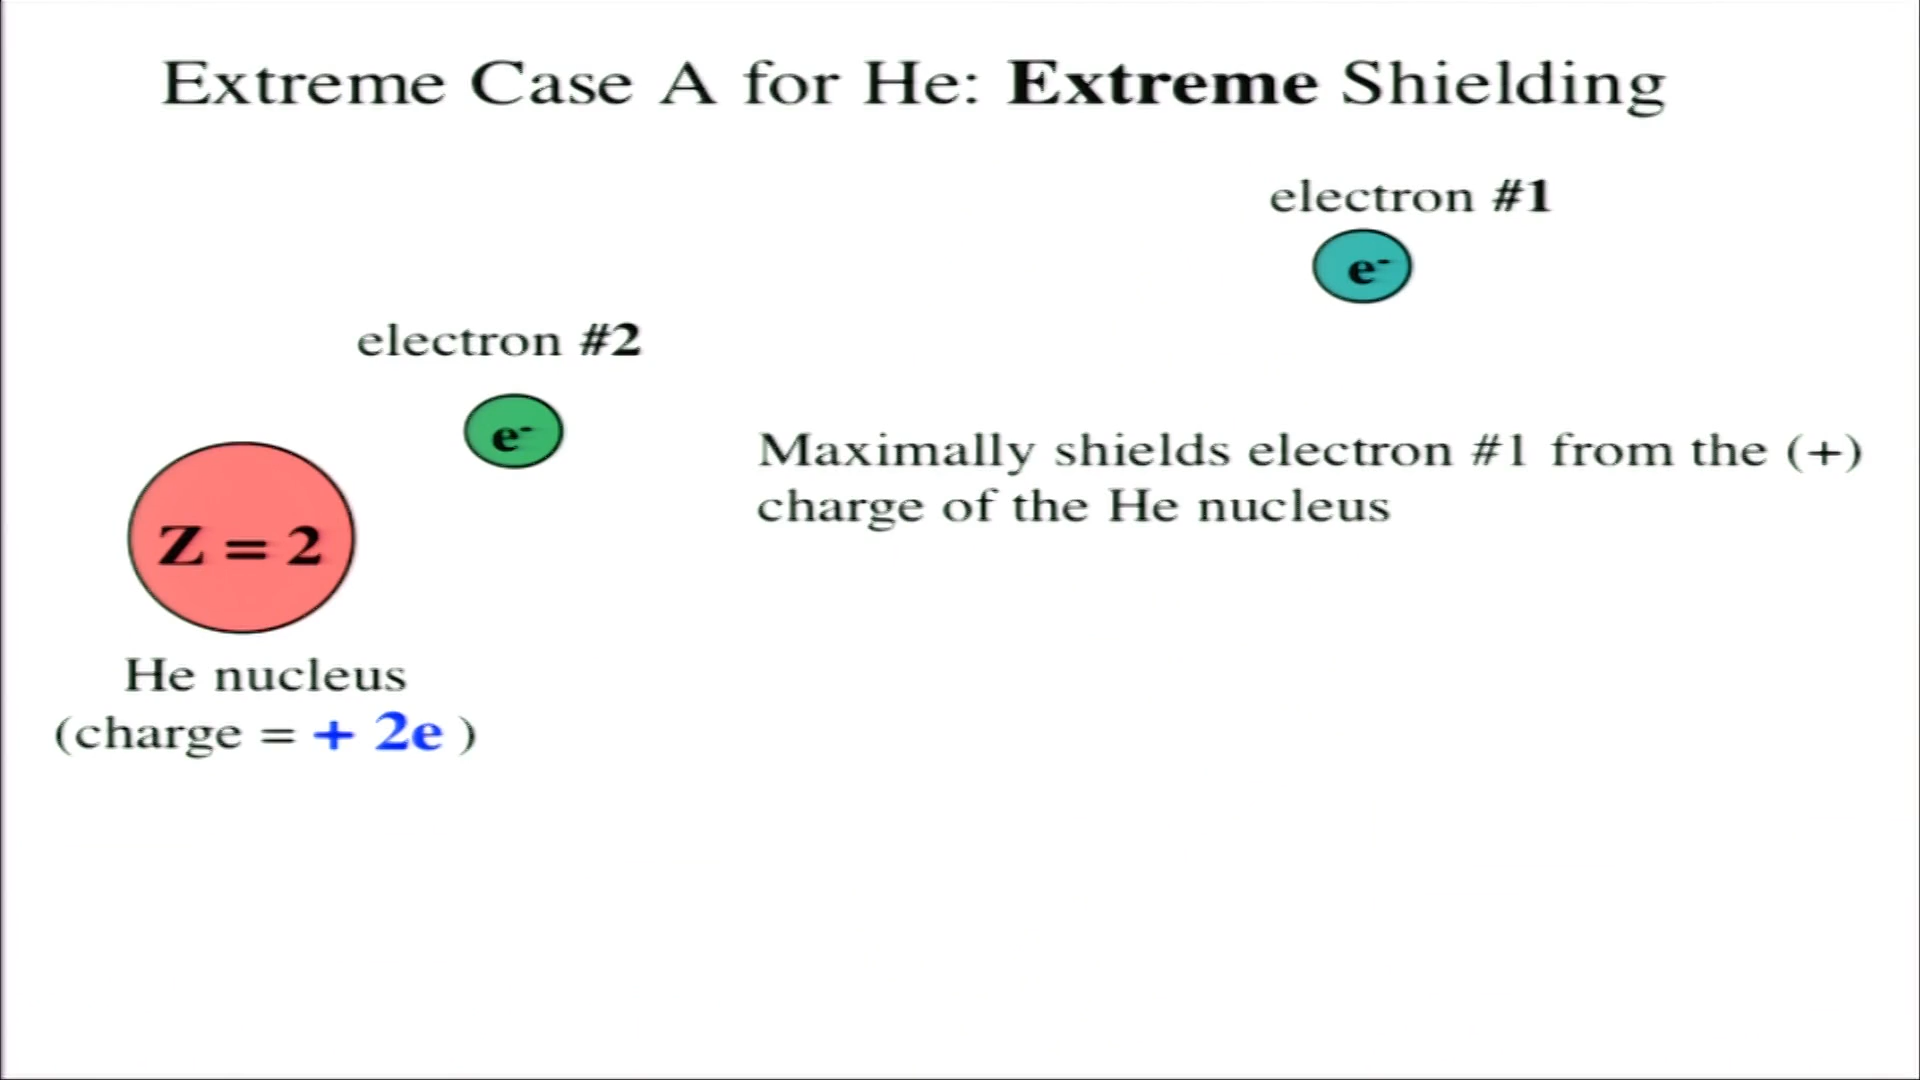 Extreme Case A for He: Extreme Shielding
electron #1
e-
electron #2
e-
Maximally shields electron #1 from the (+)
charge of the He nucleus
Z = 2
He nucleus
(charge = + 2e )